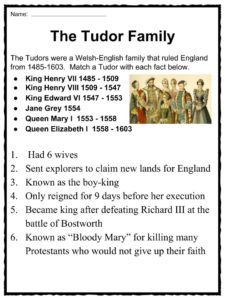 Name:
The Tudor Family
The Tudors were a Welsh-English family that ruled England
from 1485-1603. Match a Tudor with each fact below.
King Henry VII 1485 - 1509
King Henry VIII 1509 - 1547
King Edward VI 1547 - 1553
Jane Grey 1554
Queen Mary I 1553 - 1558
Queen Elizabeth I 1558 - 1603
1. Had 6 wives
2. Sent explorers to claim new lands for England
3. Known as the boy-king
4. Only reigned for 9 days before her execution
5. Became king after defeating Richard III at the
battle of Bostworth
6. Known as “Bloody Mary” for killing many
Protestants who would not give up their faith